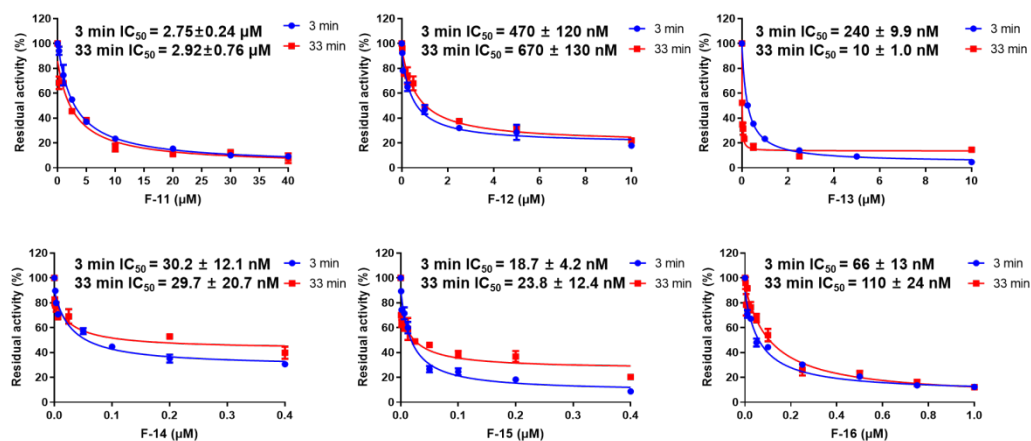 3 min IC50 = 2.75±0.24 µM
33 min IC50 = 2.92±0.76 µM
3 min
33 min
Residual activity (%)
120
100
80
60
40
20
0
0 5 10 15 20 25 30 35 40
F-11 (µM)
3 min IC50 = 470 ± 120 nM
33 min IC50 = 670 ± 130 nM
3 min
33 min
Residual activity (%)
120
100
80
60
40
20
0
0.0 2.5 5.0 7.5 10.0
F-12 (µM)
3 min IC50 = 240 ± 9.9 nM
33 min IC50 = 10 ± 1.0 nM
3 min
33 min
Residual activity (%)
120
100
80
60
40
20
0
0 2 4 6 8 10
F-13 (µM)
3 min IC50 = 30.2 ± 12.1 nM
33 min IC50 = 29.7 ± 20.7 nM
3 min
33 min
Residual activity (%)
120
100
80
60
40
20
0
0.0 0.1 0.2 0.3 0.4
F-14 (µM)
3 min IC50 = 18.7 ± 4.2 nM
33 min IC50 = 23.8 ± 12.4 nM
3 min
33 min
Residual activity (%)
120
100
80
60
40
20
0
0.0 0.1 0.2 0.3 0.4
F-15 (µM)
3 min IC50 = 66 ± 13 nM
33 min IC50 = 110 ± 24 nM
3 min
33 min
Residual activity (%)
120
100
80
60
40
20
0
0.0 0.2 0.4 0.6 0.8 1.0
F-16 (µM)